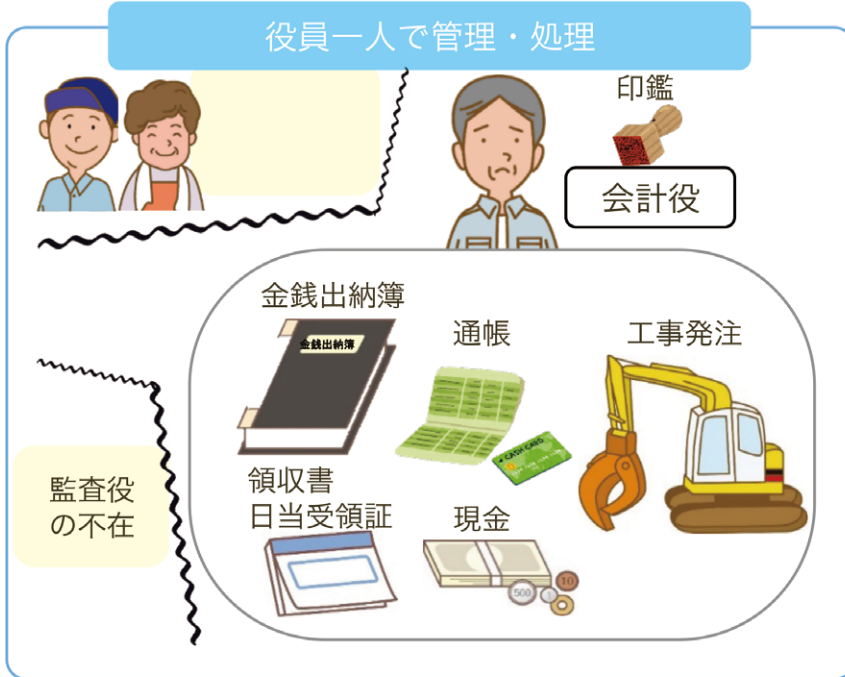 役員一人で管理・処理
印鑑
会計役
金銭出納簿
金銭出納簿
通帳
工事発注
CASH CARD
監査役
の不在
領収書
日当受領証
現金
500
1
10